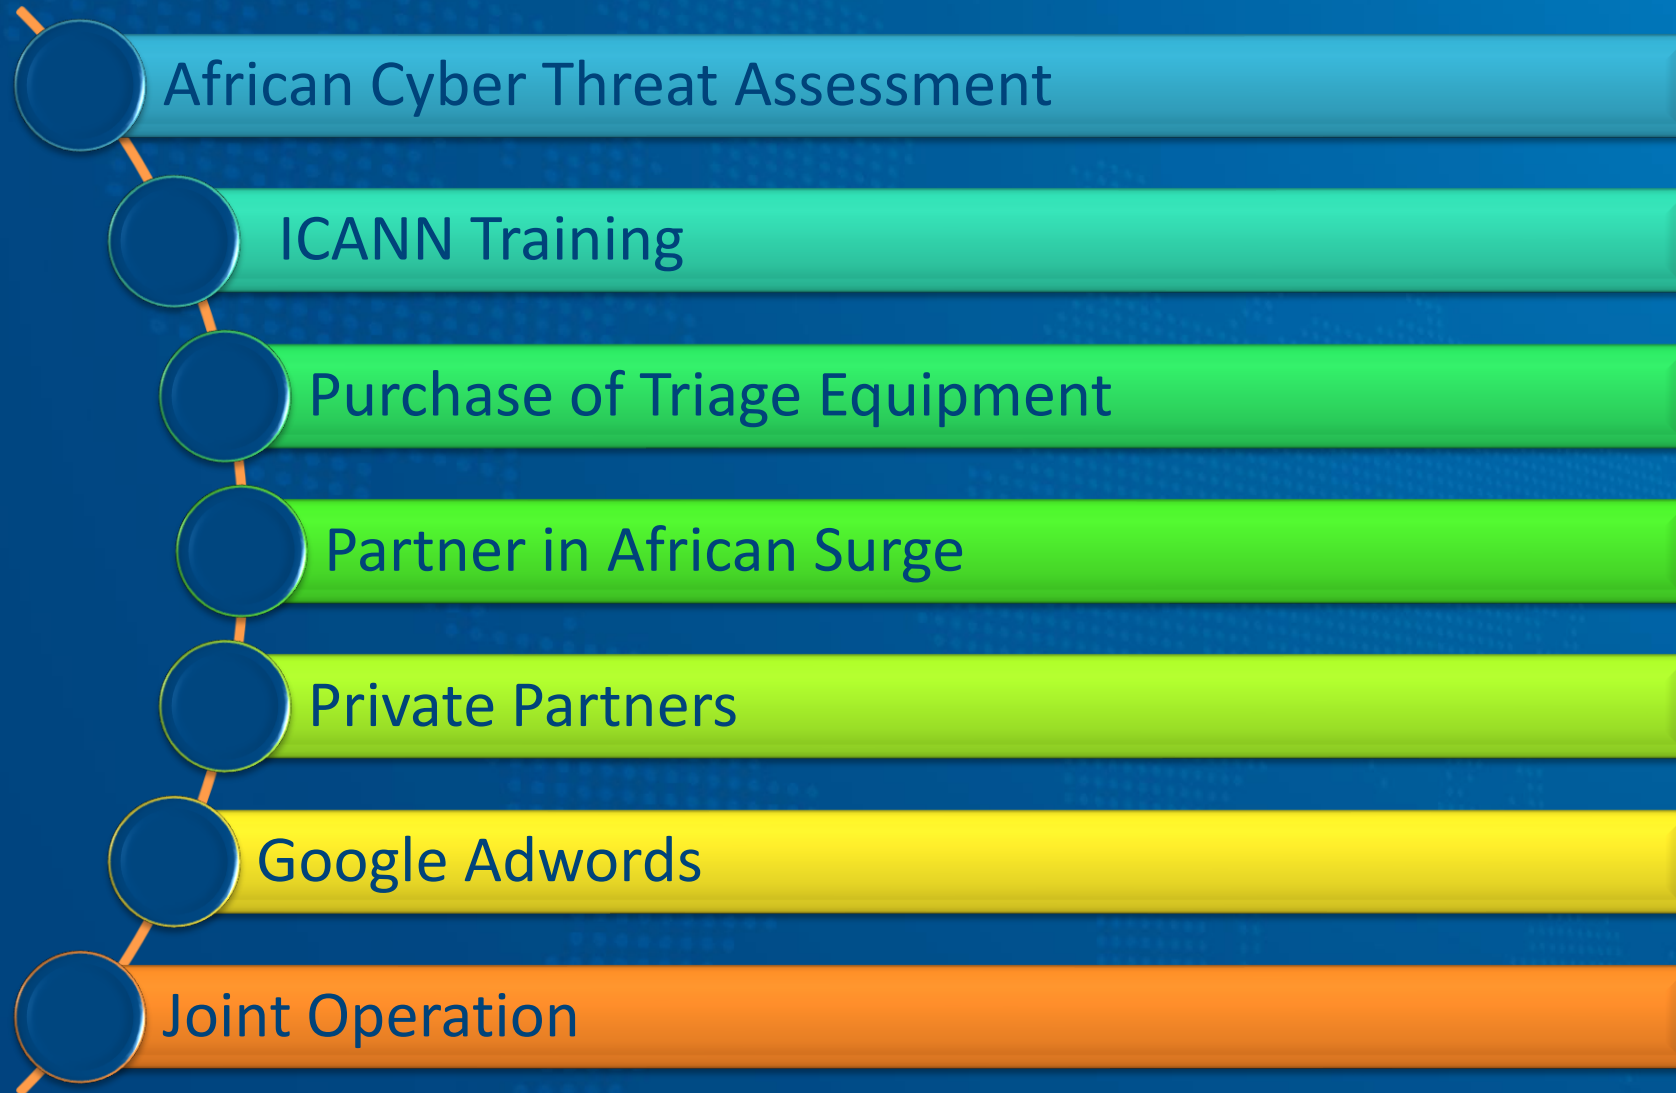 African Cyber Threat Assessment
ICANN Training
Purchase of Triage Equipment
Partner in African Surge
Private Partners
Google Adwords
Joint Operation